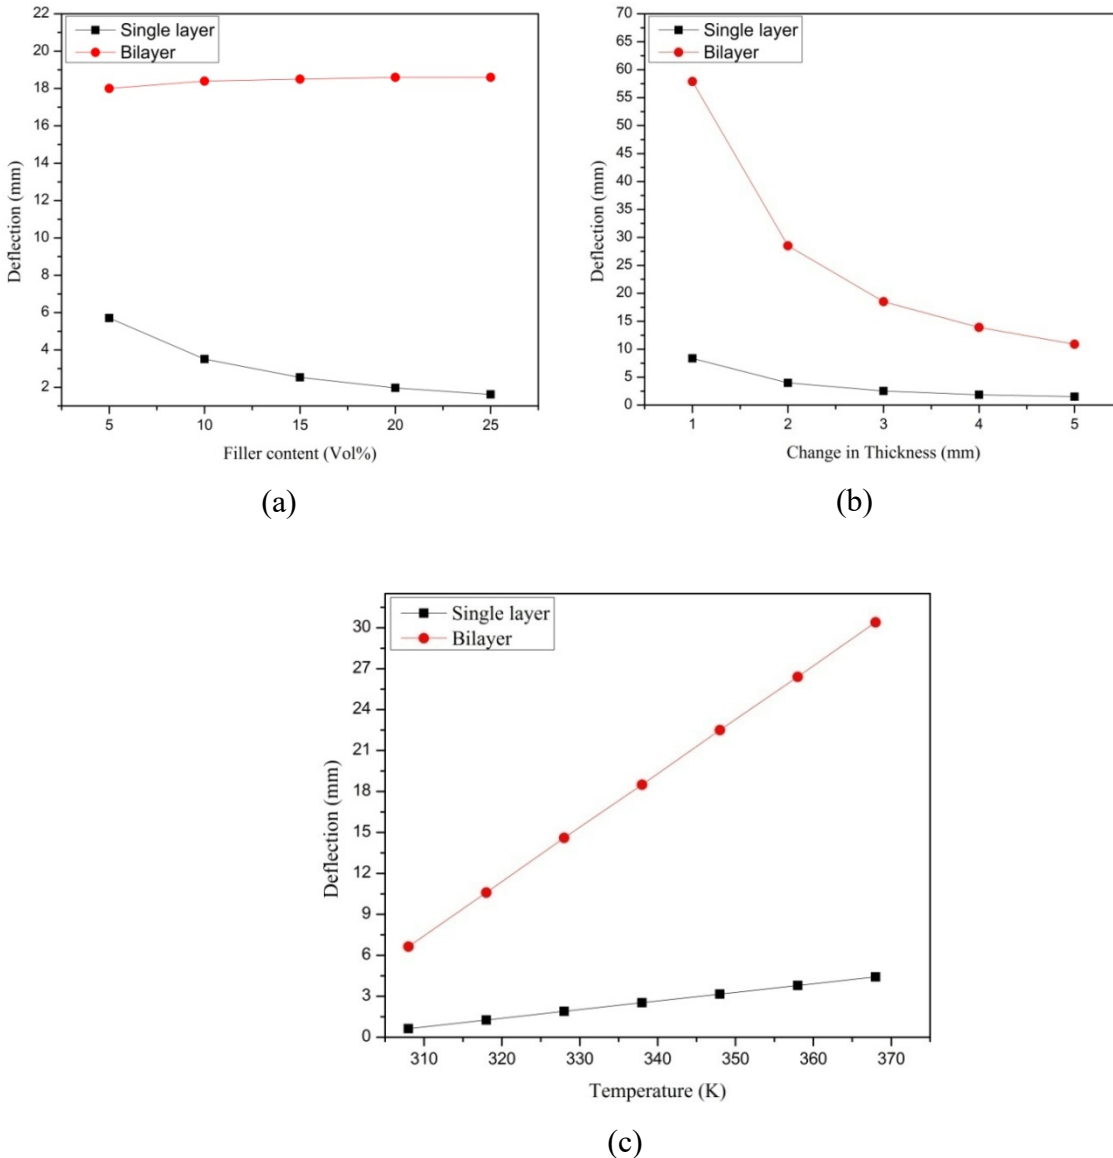 Single layer
Bilayer
22
20
18
16
14
12
10
8
6
4
2
Deflection (mm)
5 10 15 20 25
Filler content (Vol%)
(a)
Single layer
Bilayer
70
65
60
55
50
45
40
35
30
25
20
15
10
5
0
Deflection (mm)
1 2 3 4 5
Change in Thickness (mm)
(b)
Single layer
Bilayer
30
27
24
21
18
15
12
9
6
3
0
Deflection (mm)
310 320 330 340 350 360 370
Temperature (K)
(c)